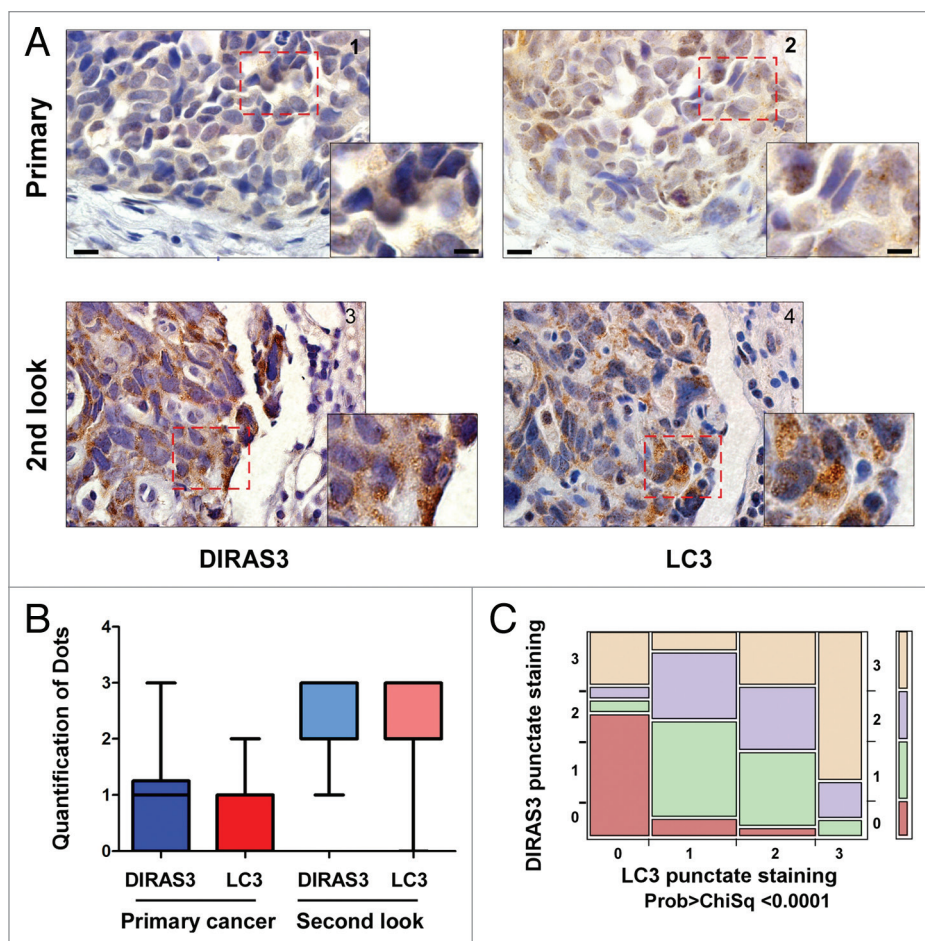 A
Primary
1
2
2nd look
3
4
DIRAS3
LC3
B
Quantification of Dots
4
3
2
1
0
DIRAS3
LC3
DIRAS3
LC3
Primary cancer
Second look
C
DIRAS3 punctate staining
3
2
1
0
3
2
1
0
0
1
2
3
LC3 punctate staining
Prob>ChiSq <0.0001